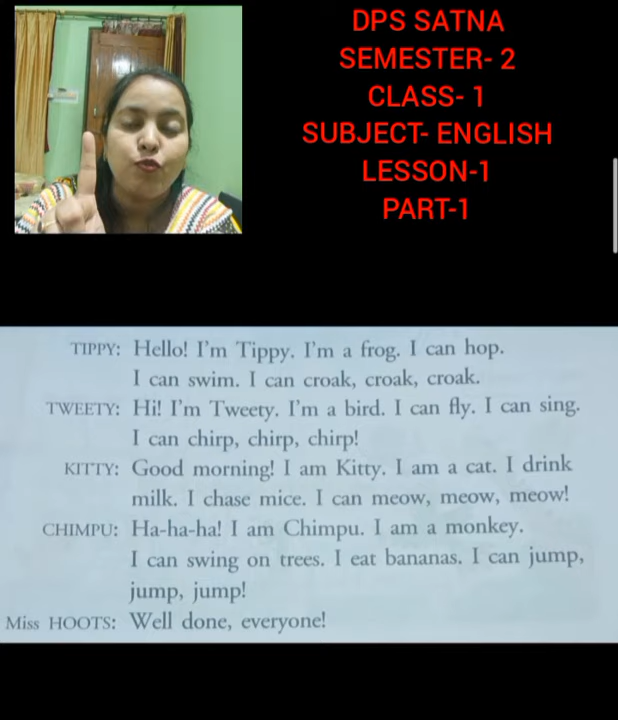 DPS SATNA
SEMESTER- 2
CLASS- 1
SUBJECT- ENGLISH
LESSON-1
PART-1
TIPPY: Hello! I'm Tippy. I'm a frog. I can hop.
I can swim. I can croak, croak, croak.
TWEETY: Hi! I'm Tweety. I'm a bird. I can fly. I can sing.
I can chirp, chirp, chirp!
KITTY: Good morning! I am Kitty. I am a cat. I drink
milk. I chase mice. I can meow, meow, meow!
CHIMPU: Ha-ha-ha! I am Chimpu. I am a monkey.
I can swing on trees. I eat bananas. I can jump,
jump, jump!
Miss HOOTS: Well done, everyone!